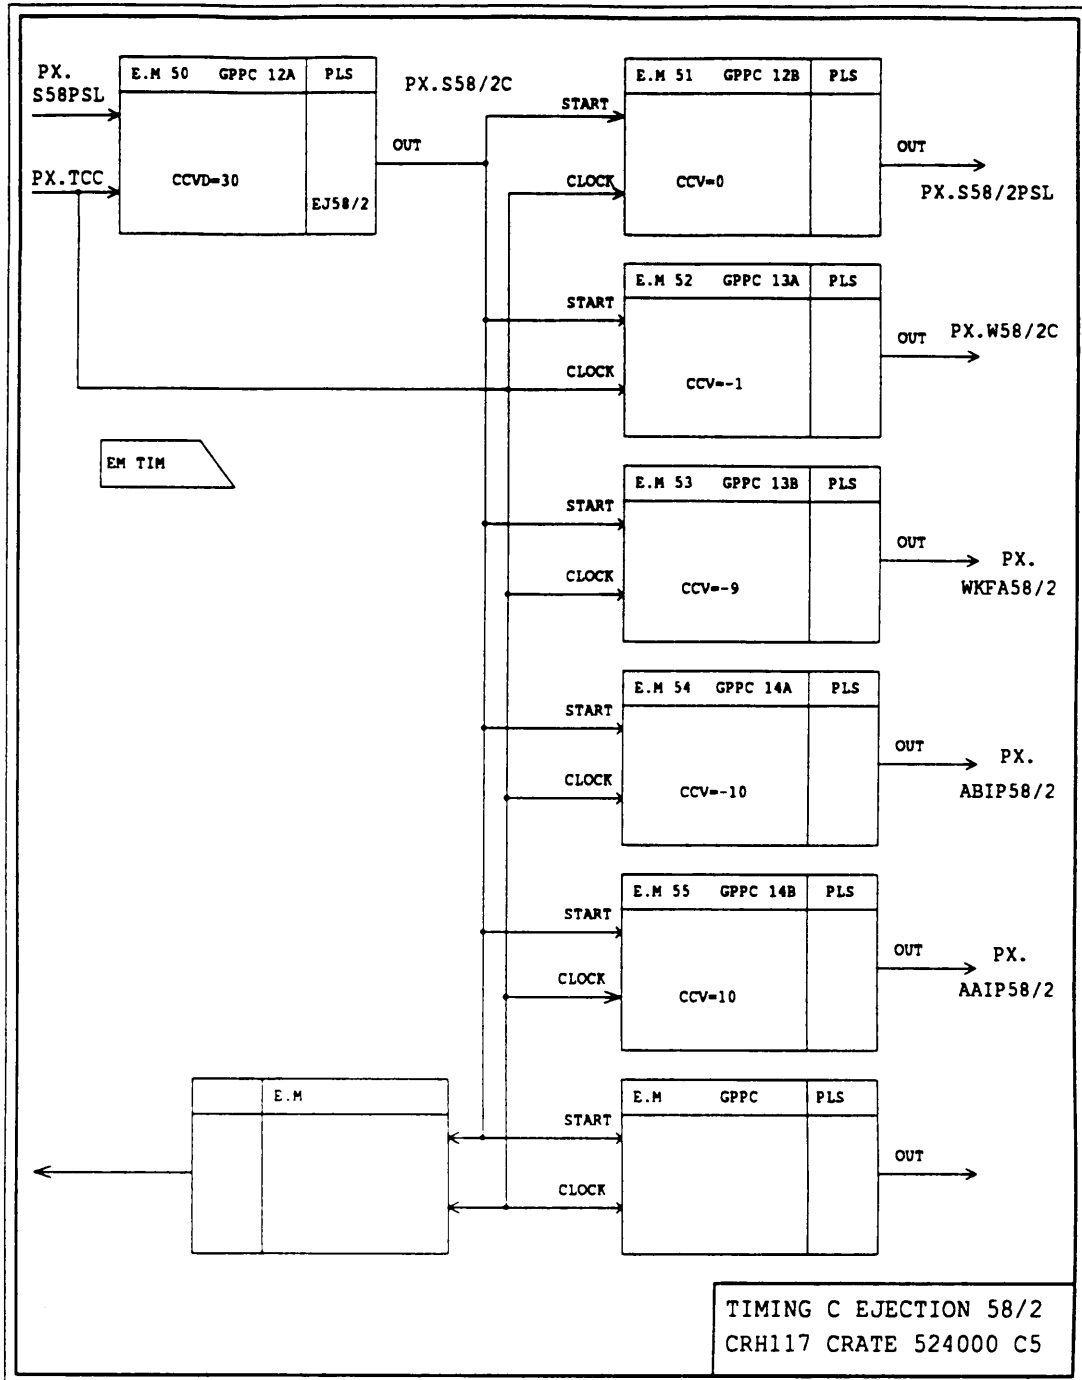 PX.
S58PSL
PX.TCC
E.M 50 GPPC 12A PLS
CCVD=30
EJ58/2
OUT
PX.S58/2C
START
CLOCK
E.M 51 GPPC 12B PLS
CCV=0
OUT
PX.S58/2PSL
START
CLOCK
E.M 52 GPPC 13A PLS
CCV=-1
OUT
PX.W58/2C
EM TIM
START
CLOCK
E.M 53 GPPC 13B PLS
CCV=-9
OUT
PX.
WKFA58/2
START
CLOCK
E.M 54 GPPC 14A PLS
CCV=-10
OUT
PX.
ABIP58/2
START
CLOCK
E.M 55 GPPC 14B PLS
CCV=10
OUT
PX.
AAIP58/2
E.M
START
CLOCK
E.M GPPC PLS
OUT
TIMING C EJECTION 58/2
CRH117 CRATE 524000 C5